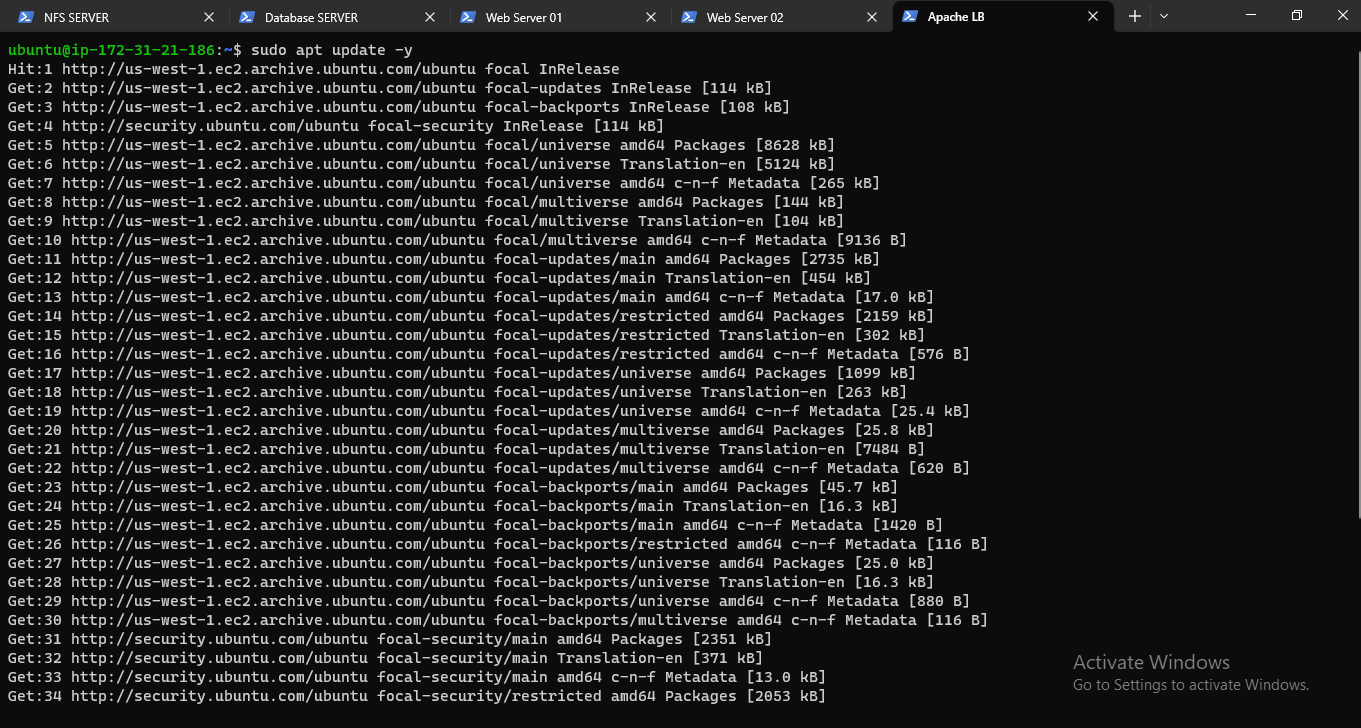 NFS SERVER
Database SERVER
Web Server 01
Web Server 02
Apache LB
ubuntu@ip-172-31-21-186:~$ sudo apt update -y
Hit:1 http://us-west-1.ec2.archive.ubuntu.com/ubuntu focal InRelease
Get:2 http://us-west-1.ec2.archive.ubuntu.com/ubuntu focal-updates InRelease [114 kB]
Get:3 http://us-west-1.ec2.archive.ubuntu.com/ubuntu focal-backports InRelease [108 kB]
Get:4 http://security.ubuntu.com/ubuntu focal-security InRelease [114 kB]
Get:5 http://us-west-1.ec2.archive.ubuntu.com/ubuntu focal/universe amd64 Packages [8628 kB]
Get:6 http://us-west-1.ec2.archive.ubuntu.com/ubuntu focal/universe Translation-en [5124 kB]
Get:7 http://us-west-1.ec2.archive.ubuntu.com/ubuntu focal/universe amd64 c-n-f Metadata [265 kB]
Get:8 http://us-west-1.ec2.archive.ubuntu.com/ubuntu focal/multiverse amd64 Packages [144 kB]
Get:9 http://us-west-1.ec2.archive.ubuntu.com/ubuntu focal/multiverse Translation-en [104 kB]
Get:10 http://us-west-1.ec2.archive.ubuntu.com/ubuntu focal/multiverse amd64 c-n-f Metadata [9136 B]
Get:11 http://us-west-1.ec2.archive.ubuntu.com/ubuntu focal-updates/main amd64 Packages [2735 kB]
Get:12 http://us-west-1.ec2.archive.ubuntu.com/ubuntu focal-updates/main Translation-en [454 kB]
Get:13 http://us-west-1.ec2.archive.ubuntu.com/ubuntu focal-updates/main amd64 c-n-f Metadata [17.0 kB]
Get:14 http://us-west-1.ec2.archive.ubuntu.com/ubuntu focal-updates/restricted amd64 Packages [2159 kB]
Get:15 http://us-west-1.ec2.archive.ubuntu.com/ubuntu focal-updates/restricted Translation-en [302 kB]
Get:16 http://us-west-1.ec2.archive.ubuntu.com/ubuntu focal-updates/restricted amd64 c-n-f Metadata [576 B]
Get:17 http://us-west-1.ec2.archive.ubuntu.com/ubuntu focal-updates/universe amd64 Packages [1099 kB]
Get:18 http://us-west-1.ec2.archive.ubuntu.com/ubuntu focal-updates/universe Translation-en [263 kB]
Get:19 http://us-west-1.ec2.archive.ubuntu.com/ubuntu focal-updates/universe amd64 c-n-f Metadata [25.4 kB]
Get:20 http://us-west-1.ec2.archive.ubuntu.com/ubuntu focal-updates/multiverse amd64 Packages [25.8 kB]
Get:21 http://us-west-1.ec2.archive.ubuntu.com/ubuntu focal-updates/multiverse Translation-en [7484 B]
Get:22 http://us-west-1.ec2.archive.ubuntu.com/ubuntu focal-updates/multiverse amd64 c-n-f Metadata [620 B]
Get:23 http://us-west-1.ec2.archive.ubuntu.com/ubuntu focal-backports/main amd64 Packages [45.7 kB]
Get:24 http://us-west-1.ec2.archive.ubuntu.com/ubuntu focal-backports/main Translation-en [16.3 kB]
Get:25 http://us-west-1.ec2.archive.ubuntu.com/ubuntu focal-backports/main amd64 c-n-f Metadata [1420 B]
Get:26 http://us-west-1.ec2.archive.ubuntu.com/ubuntu focal-backports/restricted amd64 c-n-f Metadata [116 B]
Get:27 http://us-west-1.ec2.archive.ubuntu.com/ubuntu focal-backports/universe amd64 Packages [25.0 kB]
Get:28 http://us-west-1.ec2.archive.ubuntu.com/ubuntu focal-backports/universe Translation-en [16.3 kB]
Get:29 http://us-west-1.ec2.archive.ubuntu.com/ubuntu focal-backports/universe amd64 c-n-f Metadata [880 B]
Get:30 http://us-west-1.ec2.archive.ubuntu.com/ubuntu focal-backports/multiverse amd64 c-n-f Metadata [116 B]
Get:31 http://security.ubuntu.com/ubuntu focal-security/main amd64 Packages [2351 kB]
Get:32 http://security.ubuntu.com/ubuntu focal-security/main Translation-en [371 kB]
Get:33 http://security.ubuntu.com/ubuntu focal-security/main amd64 c-n-f Metadata [13.0 kB]
Get:34 http://security.ubuntu.com/ubuntu focal-security/restricted amd64 Packages [2053 kB]
Activate Windows
Go to Settings to activate Windows.